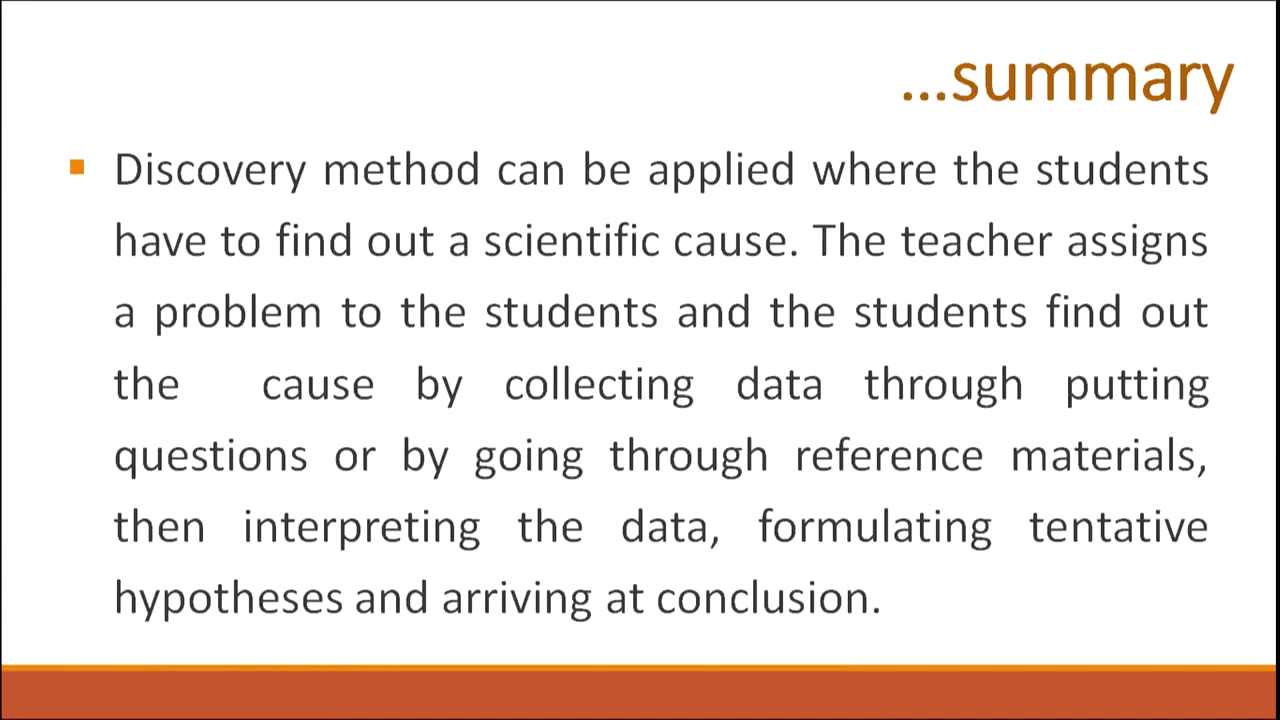 ...summary
Discovery method can be applied where the students
have to find out a scientific cause. The teacher assigns
a problem to the students and the students find out
the cause by collecting data through putting
questions or by going through reference materials,
then interpreting the data, formulating tentative
hypotheses and arriving at conclusion.